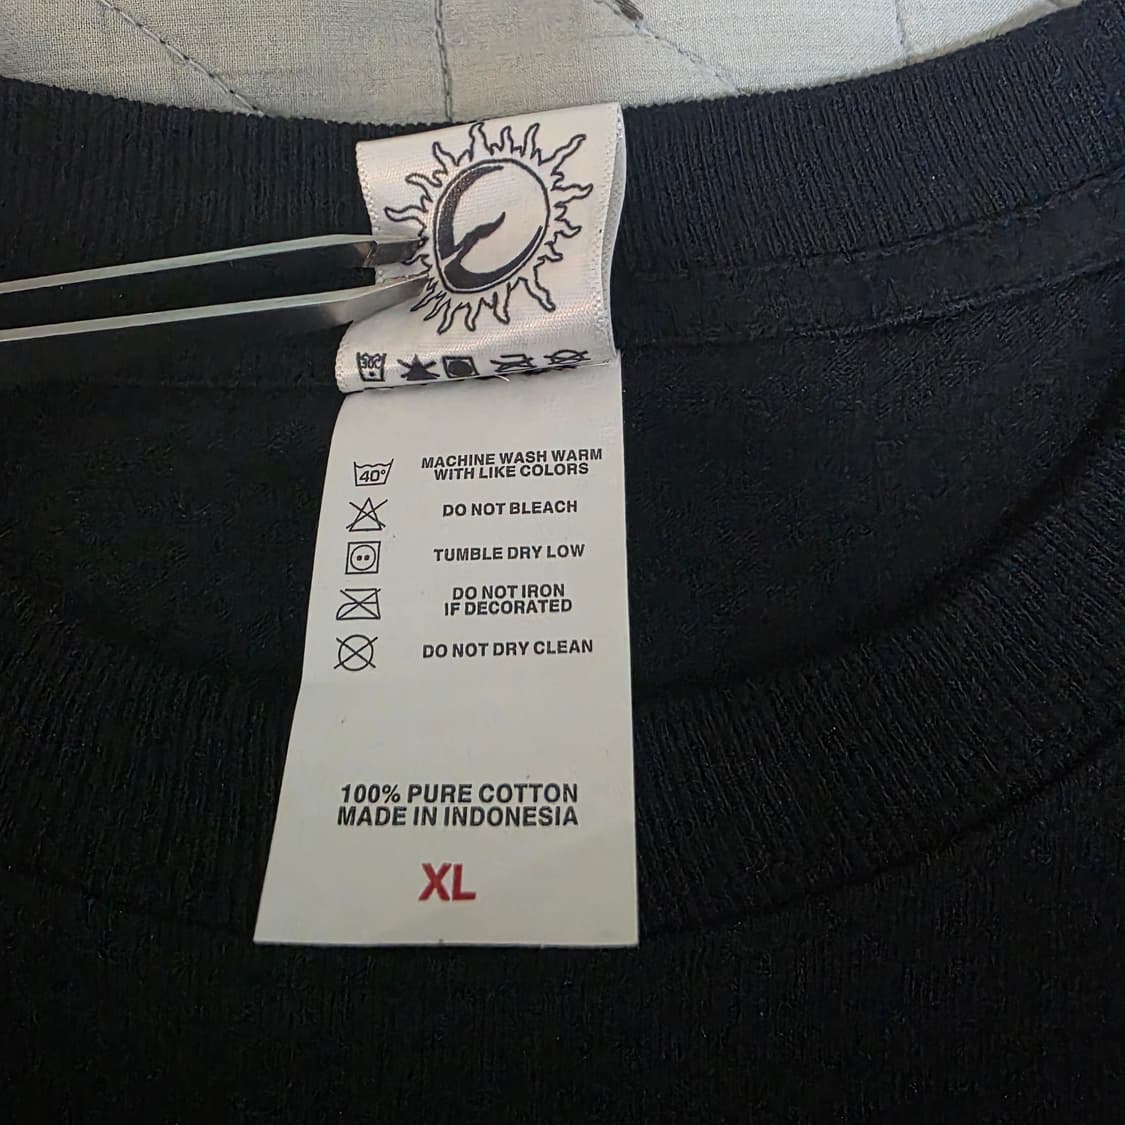 30C
40°
MACHINE WASH WARM
WITH LIKE COLORS
DO NOT BLEACH
TUMBLE DRY LOW
DO NOT IRON
IF DECORATED
DO NOT DRY CLEAN
100% PURE COTTON
MADE IN INDONESIA
XL